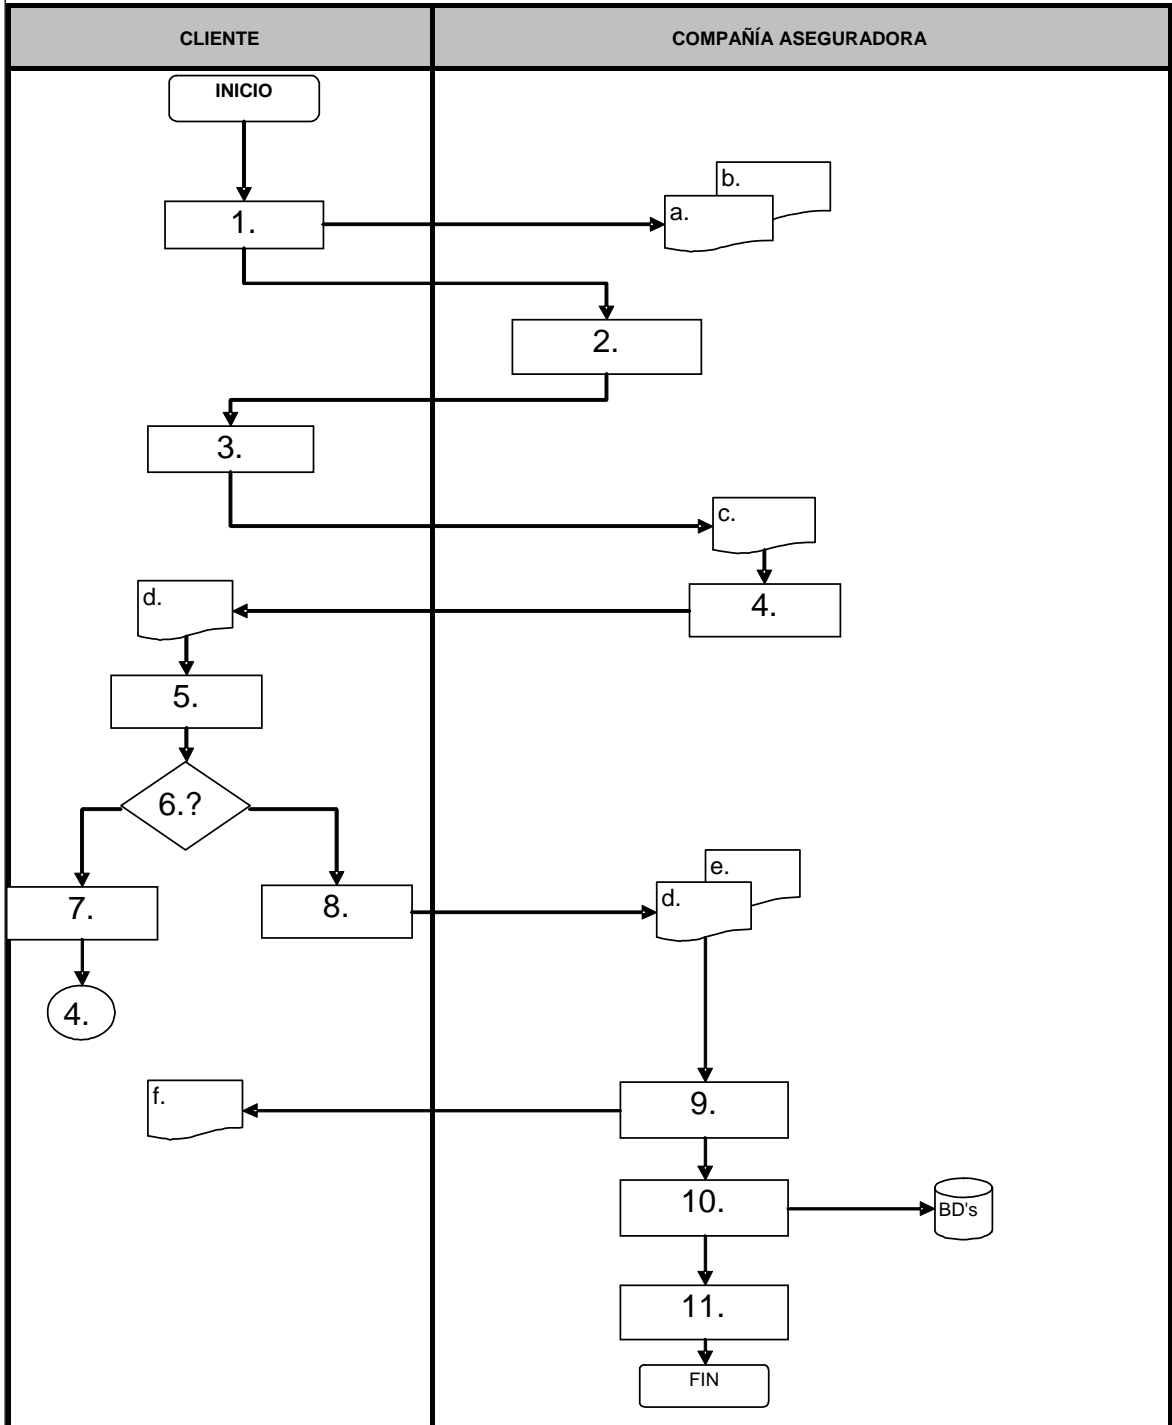 CLIENTE
COMPAÑÍA ASEGURADORA
INICIO
b.
1.
a.
2.
3.
c.
d.
4.
5.
6.?
e.
7.
8.
d.
4.
f.
9.
10.
BD's
11.
FIN